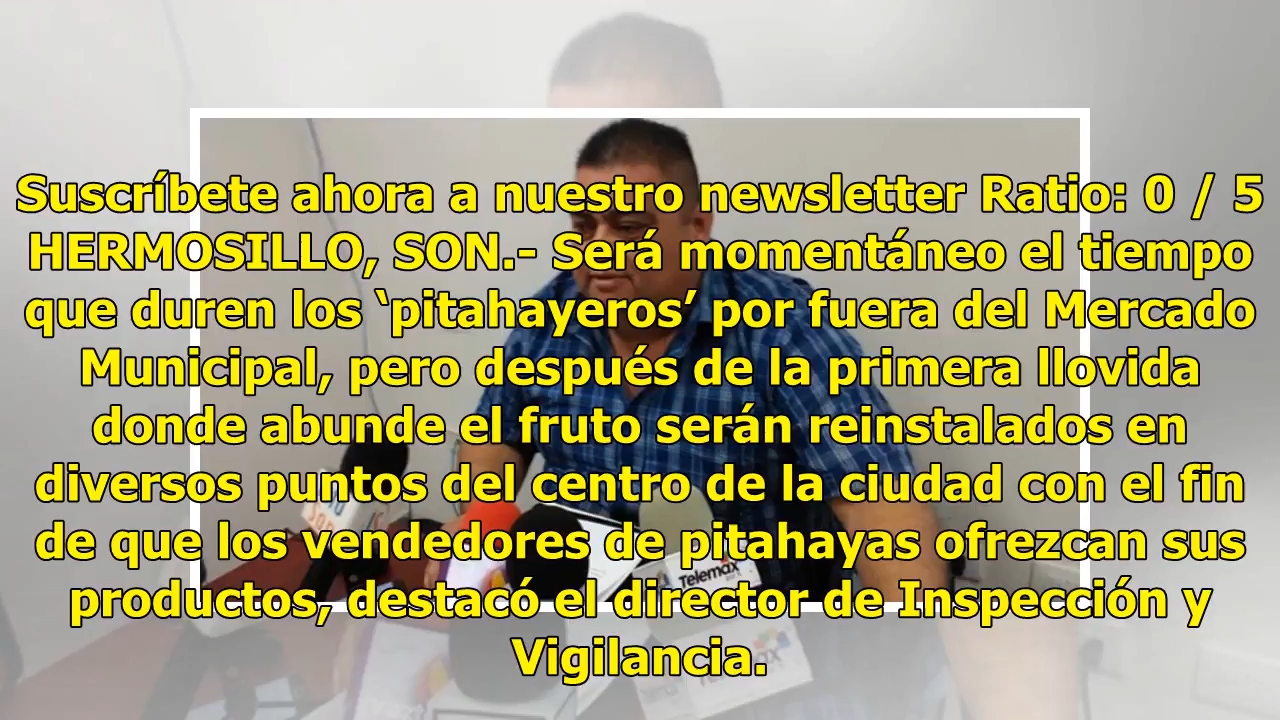 Suscríbete ahora a nuestro newsletter Ratio: 0 / 5
HERMOSILLO, SON.- Será momentáneo el tiempo
que duren los ‘pitahayeros’ por fuera del Mercado
Municipal, pero después de la primera llovida
donde abunde el fruto serán reinstalados en
diversos puntos del centro de la ciudad con el fin
de que los vendedores de pitahayas ofrezcan sus
productos, destacó el director de Inspección y
Vigilancia.
Telemax